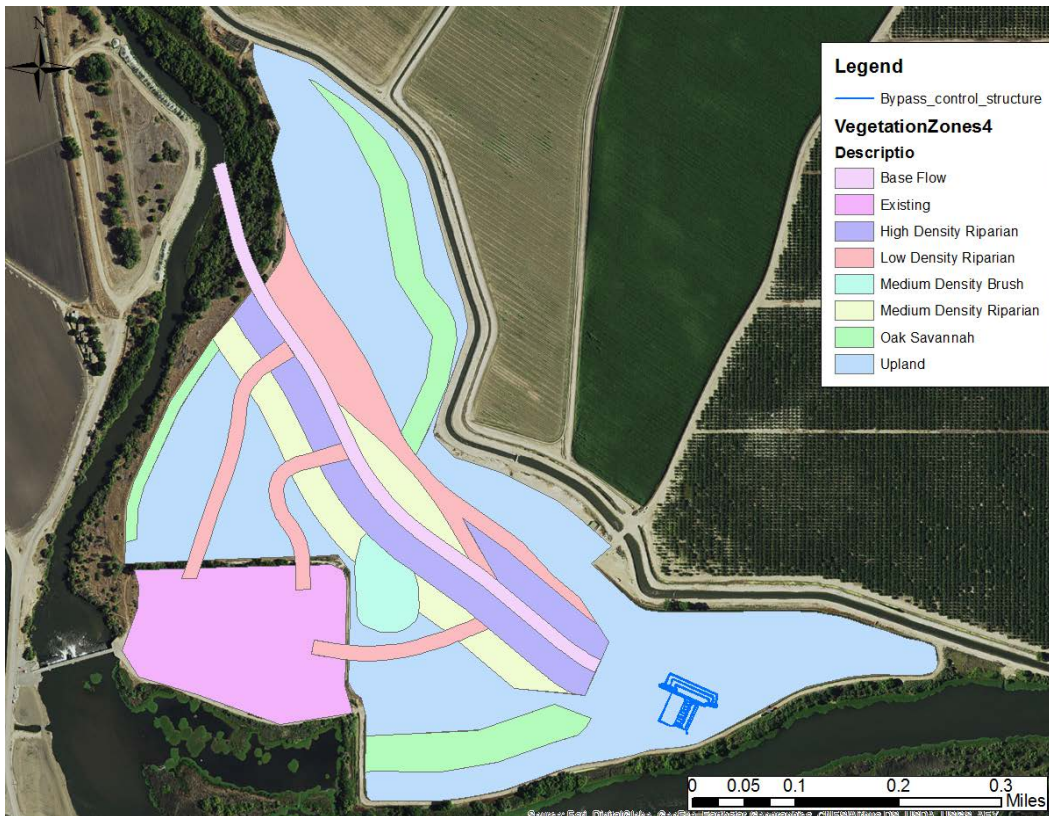 N
Legend
Bypass_control_structure
VegetationZones4
Descriptio
Base Flow
Existing
High Density Riparian
Low Density Riparian
Medium Density Brush
Medium Density Riparian
Oak Savannah
Upland
0 0.05 0.1 0.2 0.3
Miles